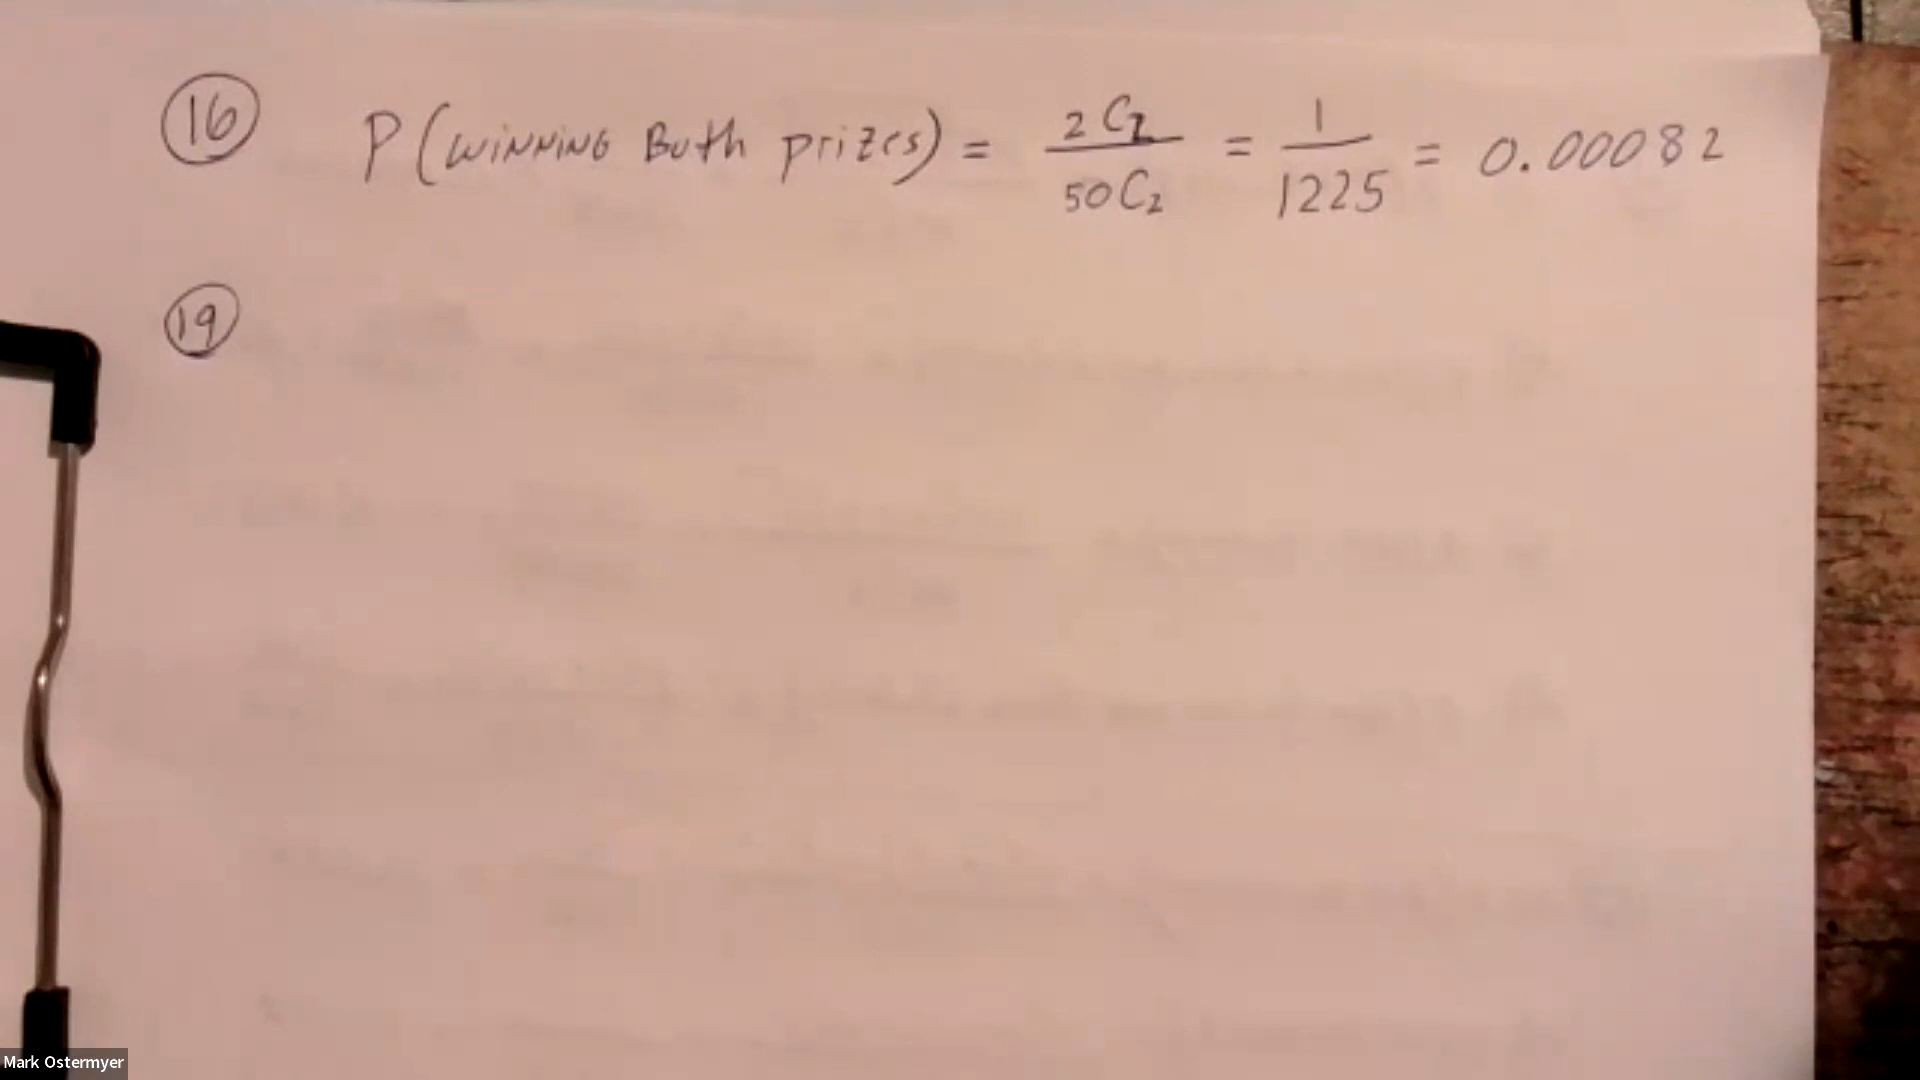 16 P(WINNING Both prizes) = 2C2/50C2 = 1/1225 = 0.00082
19
Mark Ostermyer